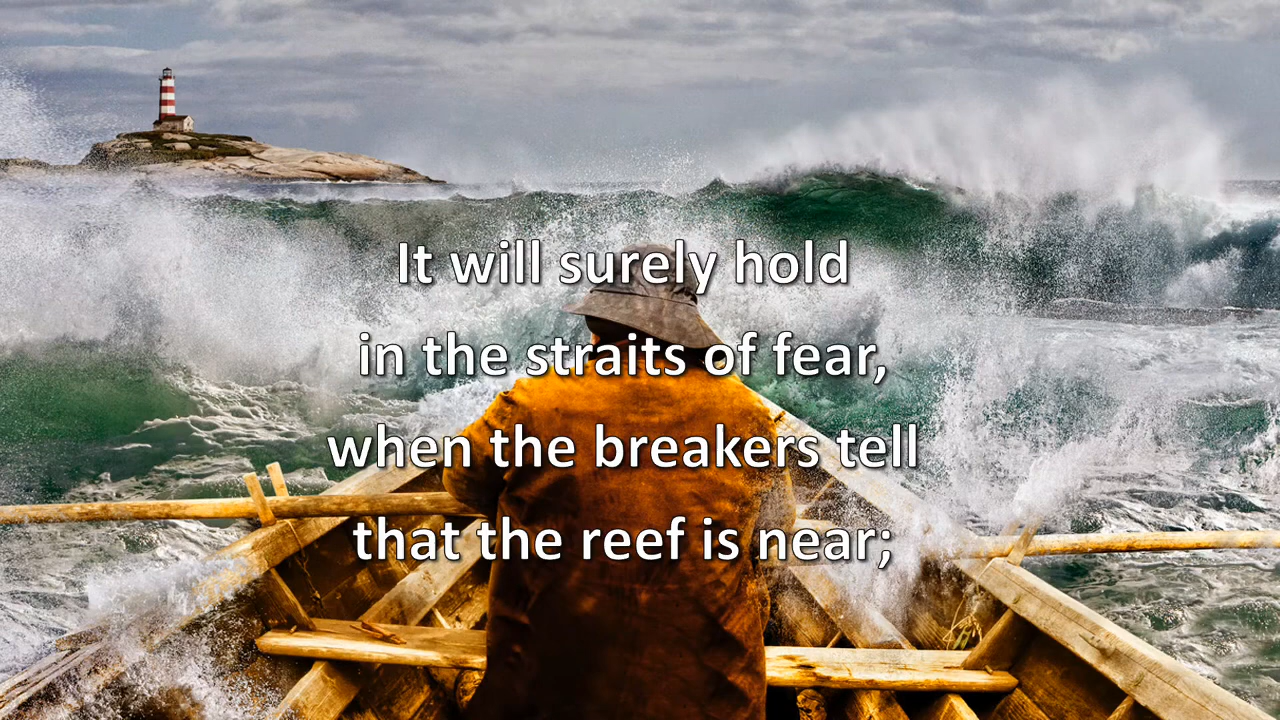 It will surely hold
in the straits of fear,
when the breakers tell
that the reef is near;